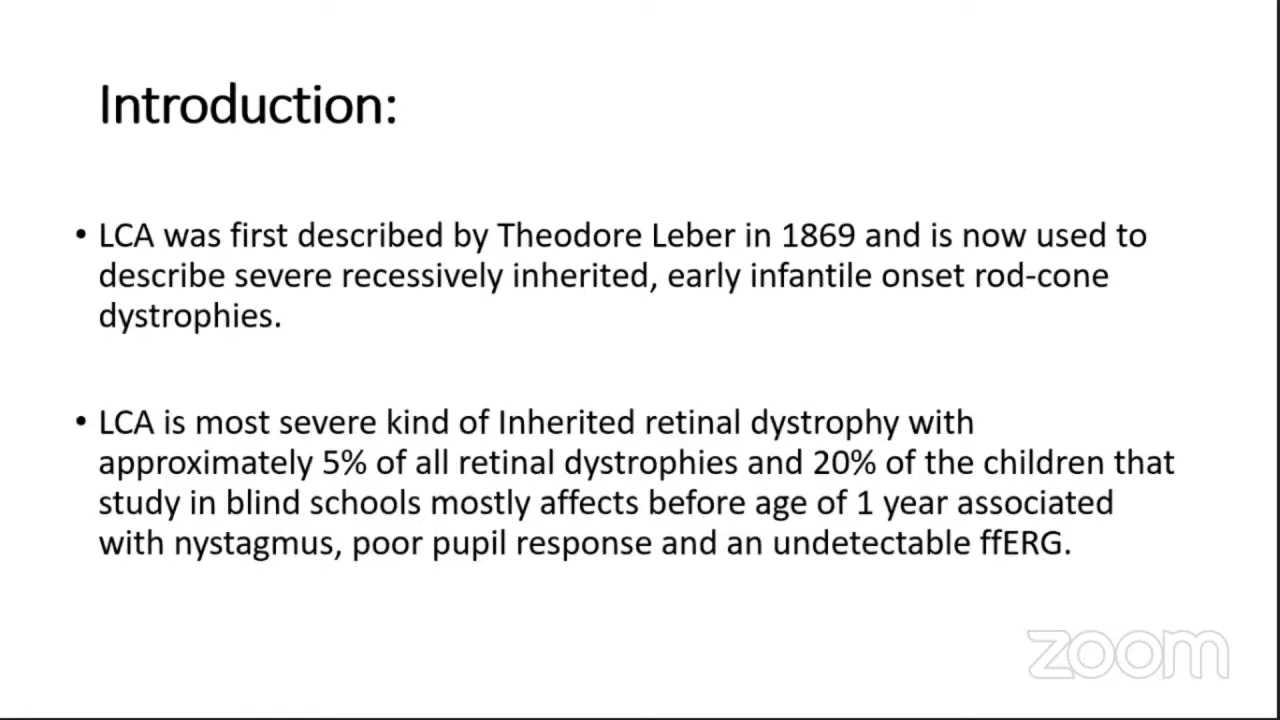 Introduction:
• LCA was first described by Theodore Leber in 1869 and is now used to
describe severe recessively inherited, early infantile onset rod-cone
dystrophies.
• LCA is most severe kind of Inherited retinal dystrophy with
approximately 5% of all retinal dystrophies and 20% of the children that
study in blind schools mostly affects before age of 1 year associated
with nystagmus, poor pupil response and an undetectable ffERG.
zoom